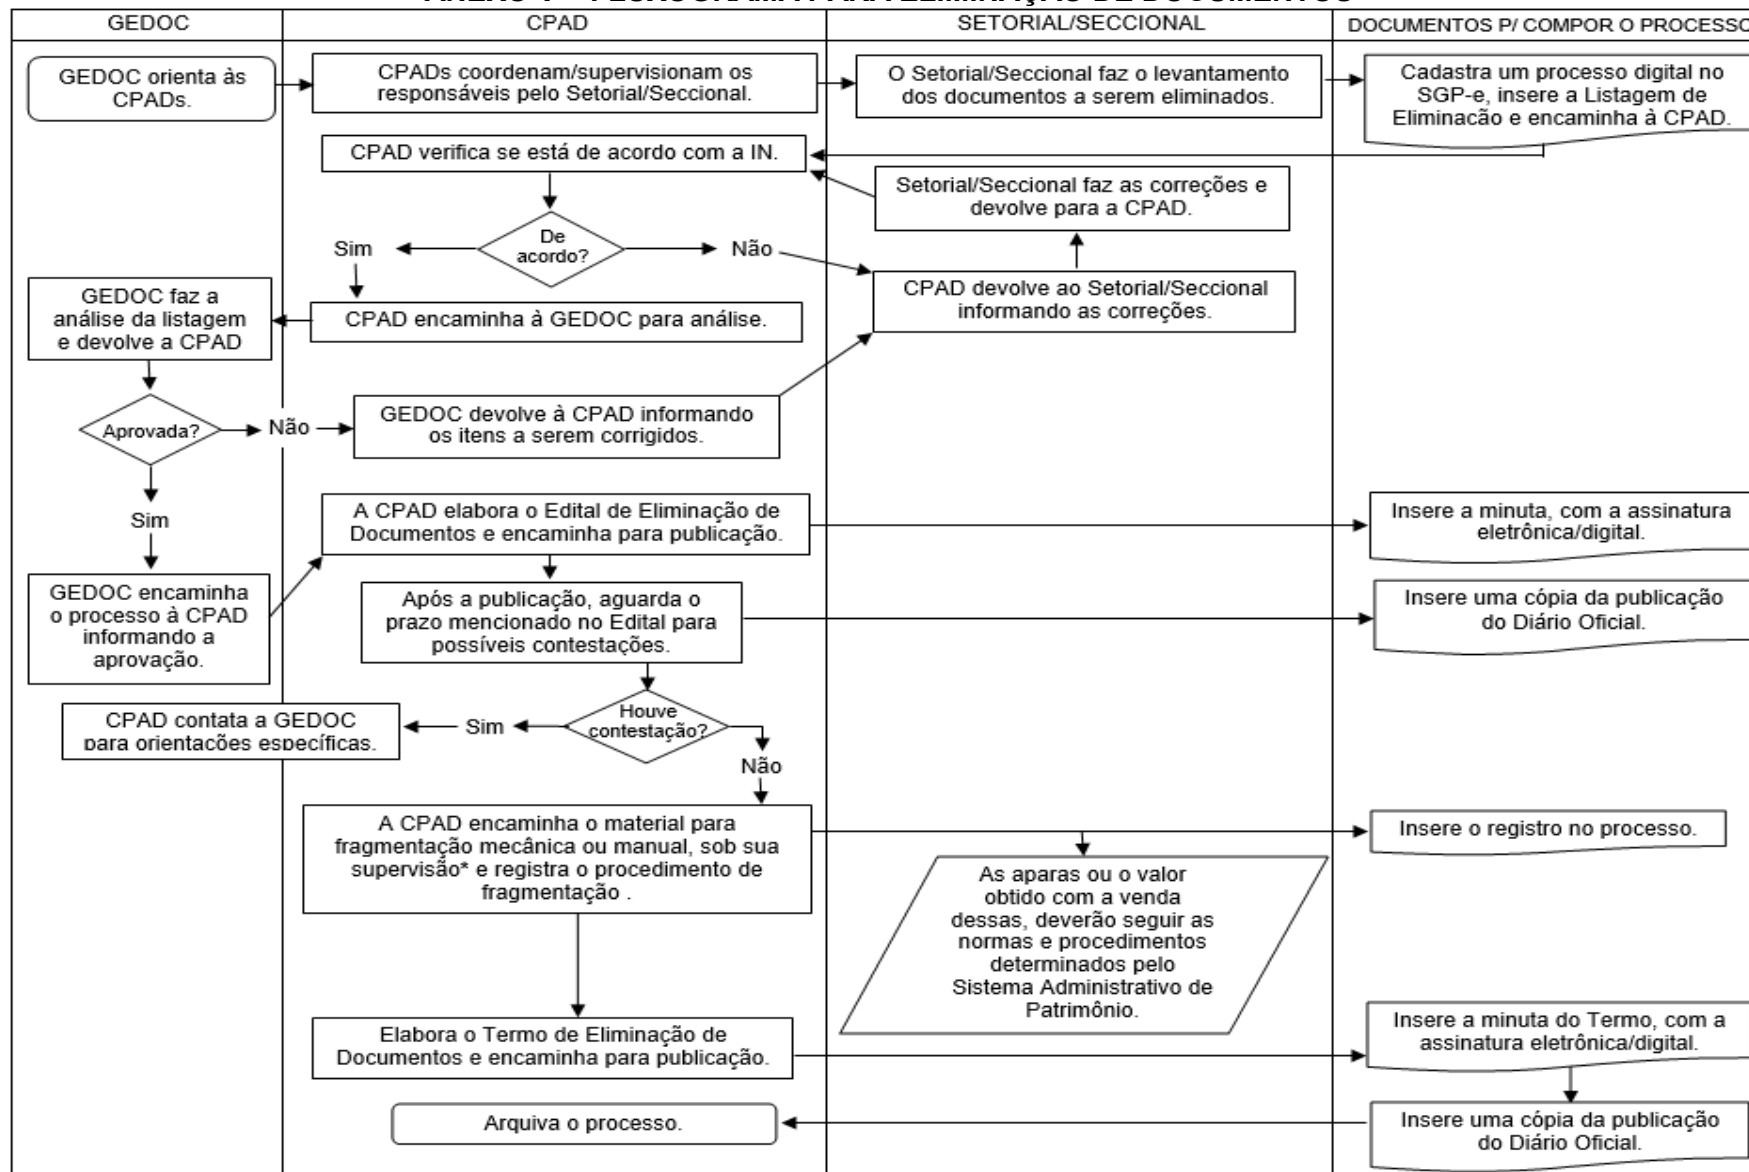 GEDOC
CPAD
SETORIAL/SECCIONAL
DOCUMENTOS P/ COMPOR O PROCESSO
GEDOC orienta às
CPADs.
CPADs coordenam/supervisionam os
responsáveis pelo Setorial/Seccional.
O Setorial/Seccional faz o levantamento
dos documentos a serem eliminados.
Cadastra um processo digital no
SGP-e, insere a Listagem de
Eliminação e encaminha à CPAD.
CPAD verifica se está de acordo com a IN.
Setorial/Seccional faz as correções e
devolve para a CPAD.
De
acordo?
Sim
Não
CPAD devolve ao Setorial/Seccional
informando as correções.
GEDOC faz a
análise da listagem
e devolve a CPAD
CPAD encaminha à GEDOC para análise.
Aprovada?
Não
GEDOC devolve à CPAD informando
os itens a serem corrigidos.
Sim
A CPAD elabora o Edital de Eliminação de
Documentos e encaminha para publicação.
Insere a minuta, com a assinatura
eletrônica/digital.
GEDOC encaminha
o processo à CPAD
informando a
aprovação.
Após a publicação, aguarda o
prazo mencionado no Edital para
possíveis contestações.
Insere uma cópia da publicação
do Diário Oficial.
CPAD contata a GEDOC
para orientações específicas.
Sim
Houve
contestação?
Não
A CPAD encaminha o material para
fragmentação mecânica ou manual, sob sua
supervisão* e registra o procedimento de
fragmentação .
Insere o registro no processo.
As aparas ou o valor
obtido com a venda
dessas, deverão seguir as
normas e procedimentos
determinados pelo
Sistema Administrativo de
Patrimônio.
Elabora o Termo de Eliminação de
Documentos e encaminha para publicação.
Insere a minuta do Termo, com a
assinatura eletrônica/digital.
Arquiva o processo.
Insere uma cópia da publicação
do Diário Oficial.